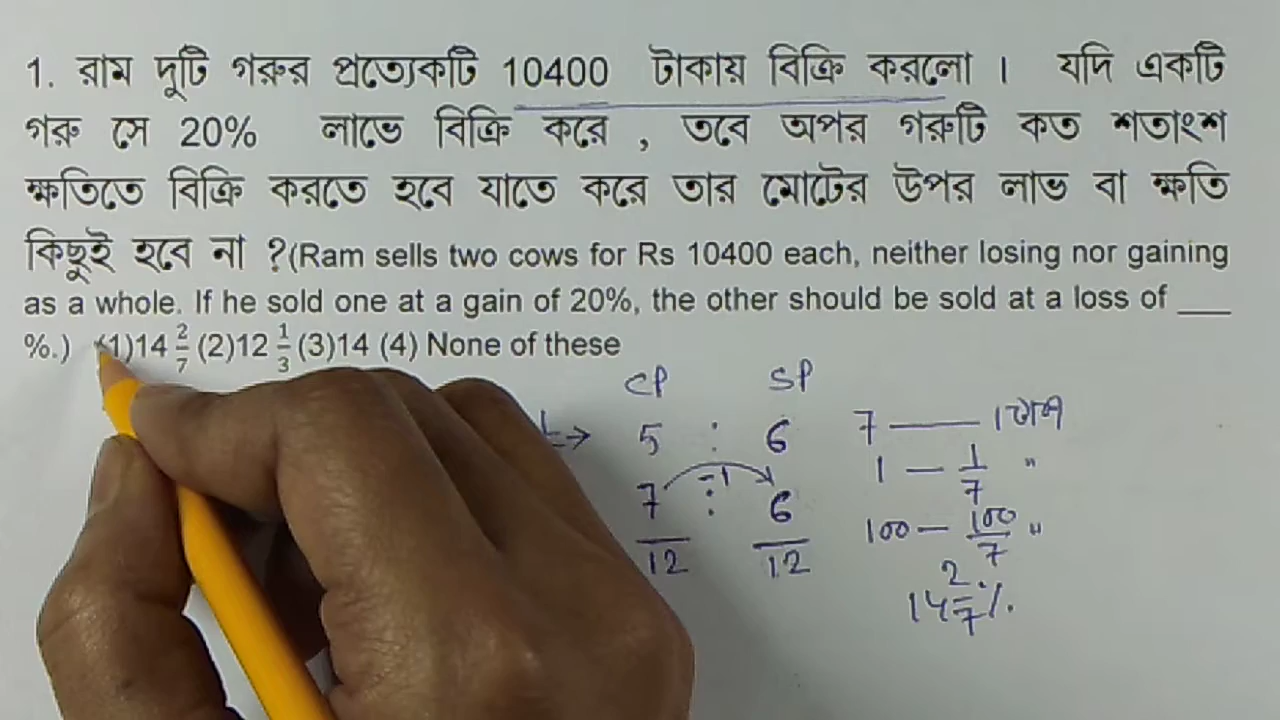 1. রাম দুটি গরুর প্রত্যেকটি 10400 টাকায় বিক্রি করলো । যদি একটি
গরু সে 20% লাভে বিক্রি করে , তবে অপর গরুটি কত শতাংশ
ক্ষতিতে বিক্রি করতে হবে যাতে করে তার মোটের উপর লাভ বা ক্ষতি
কিছুই হবে না ?(Ram sells two cows for Rs 10400 each, neither losing nor gaining
as a whole. If he sold one at a gain of 20%, the other should be sold at a loss of ___
%.) (1)14 2/7 (2)12 1/3 (3)14 (4) None of these
CP SP
5 : 6
7 : 6
-1
12 12
7 —
1 — 1/7 "
100 — 100/7 "
14 2/7 %.